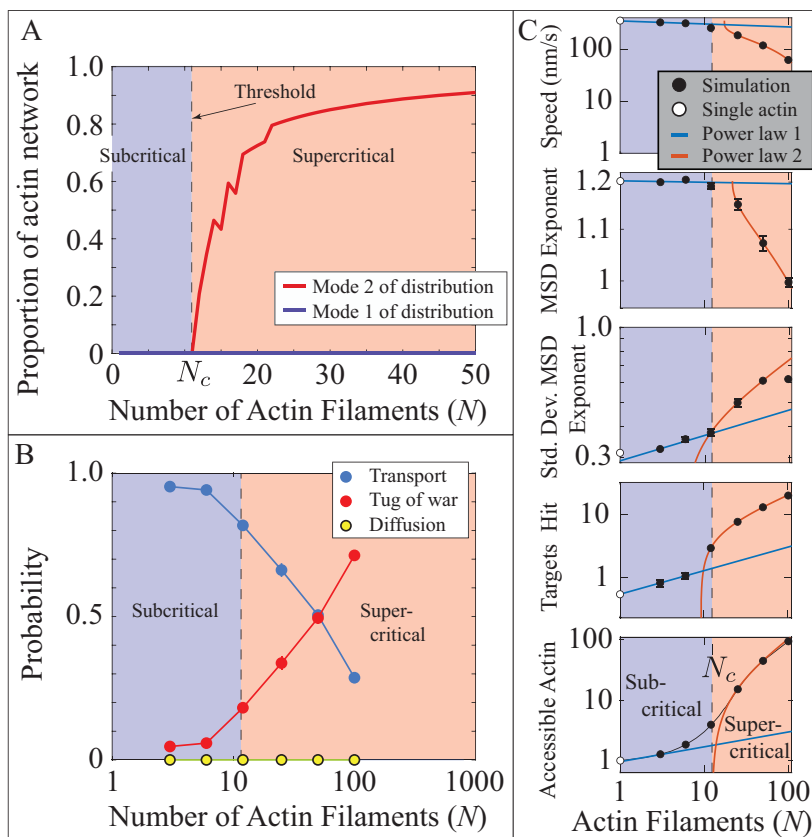 A
1.0
0.8
0.6
0.4
0.2
0
Proportion of actin network
Threshold
Subcritical
Supercritical
Mode 2 of distribution
Mode 1 of distribution
0 N_c 20 30 40 50
Number of Actin Filaments (N)
B
1.0
0.5
0
Probability
Transport
Tug of war
Diffusion
Subcritical
Super-
critical
1 10 100 1000
Number of Actin Filaments (N)
C
100
1
Speed (nm/s)
Simulation
Single actin
Power law 1
Power law 2
1.2
1.1
1
MSD Exponent
1.0
0.3
Std. Dev. MSD
Exponent
10
1
Targets Hit
100
10
1
Accessible Actin
N_c
Sub-
critical
Super-
critical
1 10 100
Actin Filaments (N)